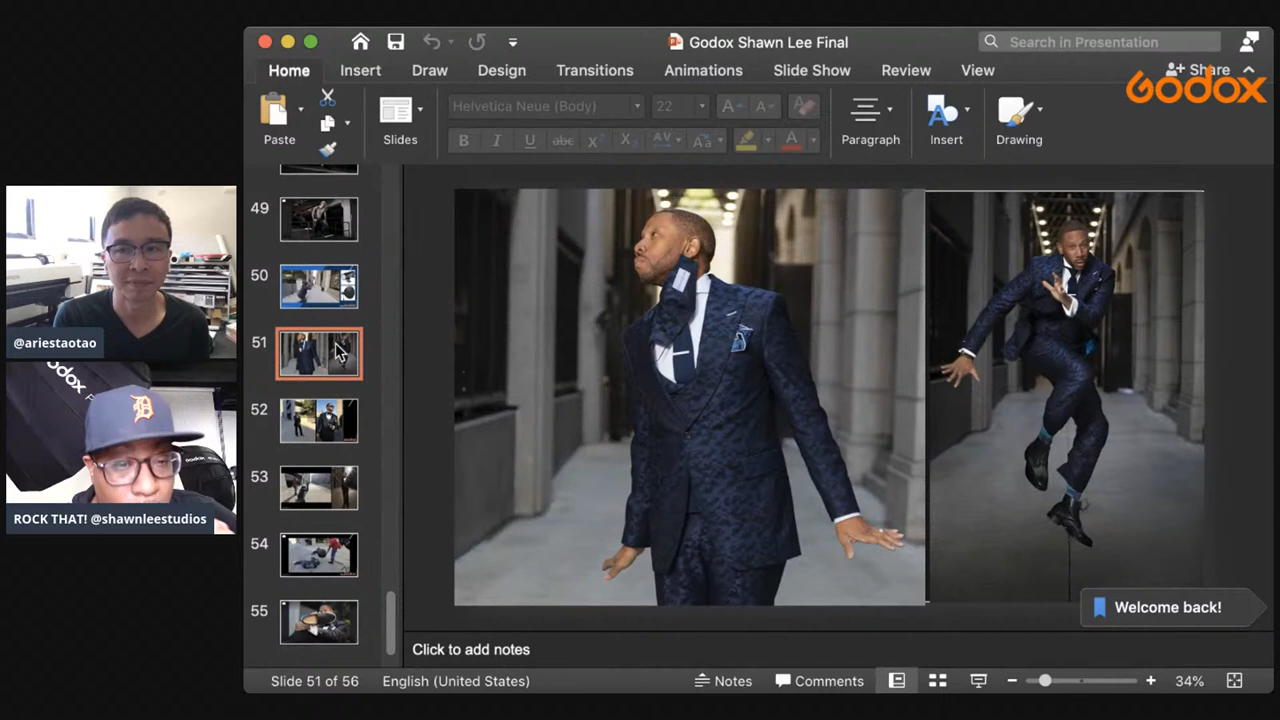 Godox Shawn Lee Final
Search in Presentation
Home Insert Draw Design Transitions Animations Slide Show Review View
Share
Godox
Paste
Slides
Helvetica Neue (Body)
22
Paragraph
Insert
Drawing
49
50
51
52
53
54
55
@ariestaotao
ROCK THAT! @shawnleestudios
Welcome back!
Click to add notes
Slide 51 of 56
English (United States)
Notes
Comments
34%